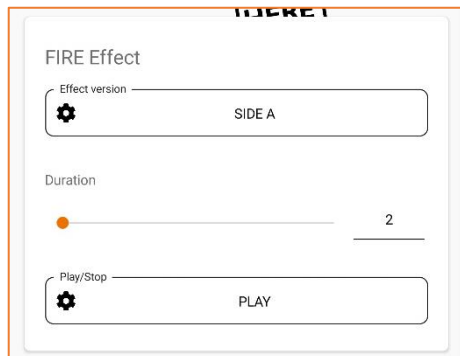 FIRE Effect
Effect version
SIDE A
Duration
2
Play/Stop
PLAY